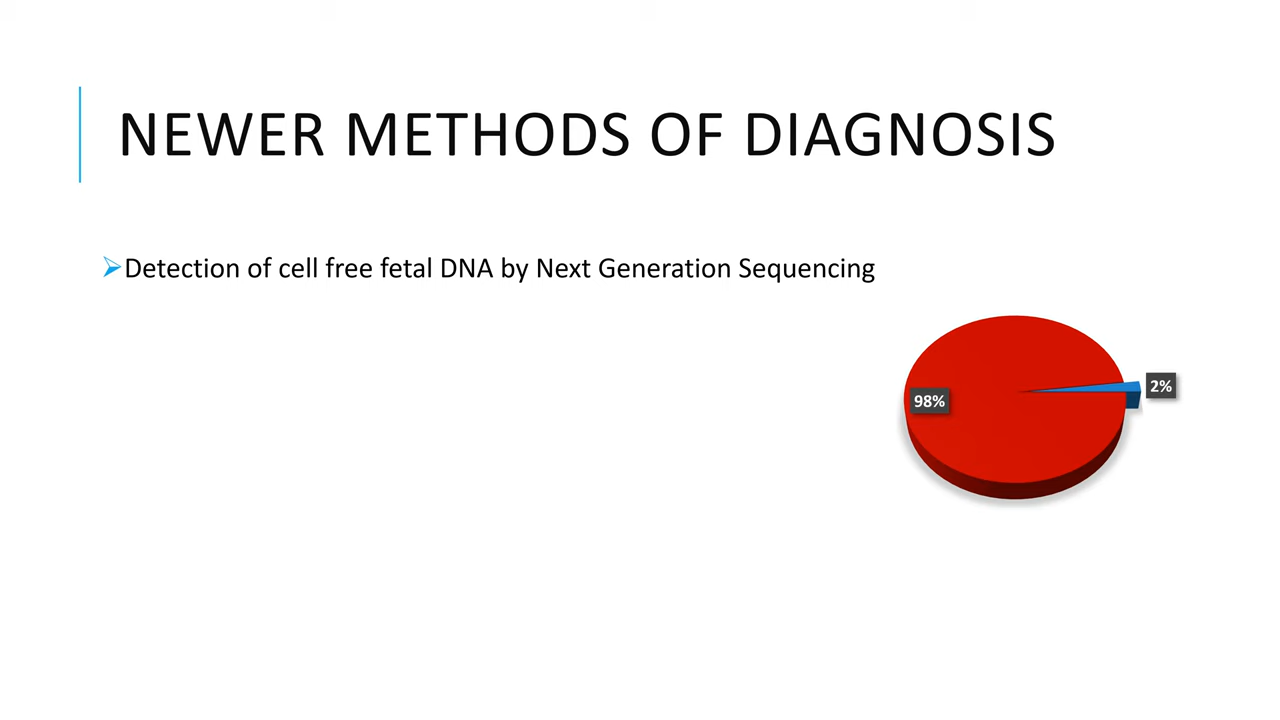 NEWER METHODS OF DIAGNOSIS
Detection of cell free fetal DNA by Next Generation Sequencing
2%
98%